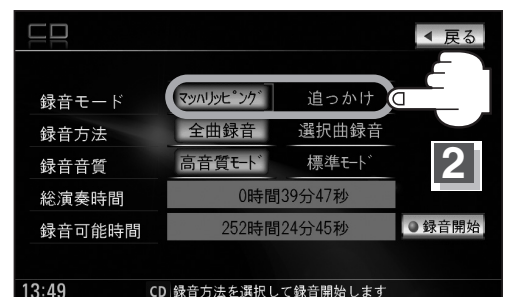 CD
戻る
録音モード マッハリッピング 追っかけ
録音方法 全曲録音 選択曲録音
録音音質 高音質モード 標準モード
2
総演奏時間 0時間39分47秒
録音可能時間 252時間24分45秒 録音開始
13:49 CD 録音方法を選択して録音開始します